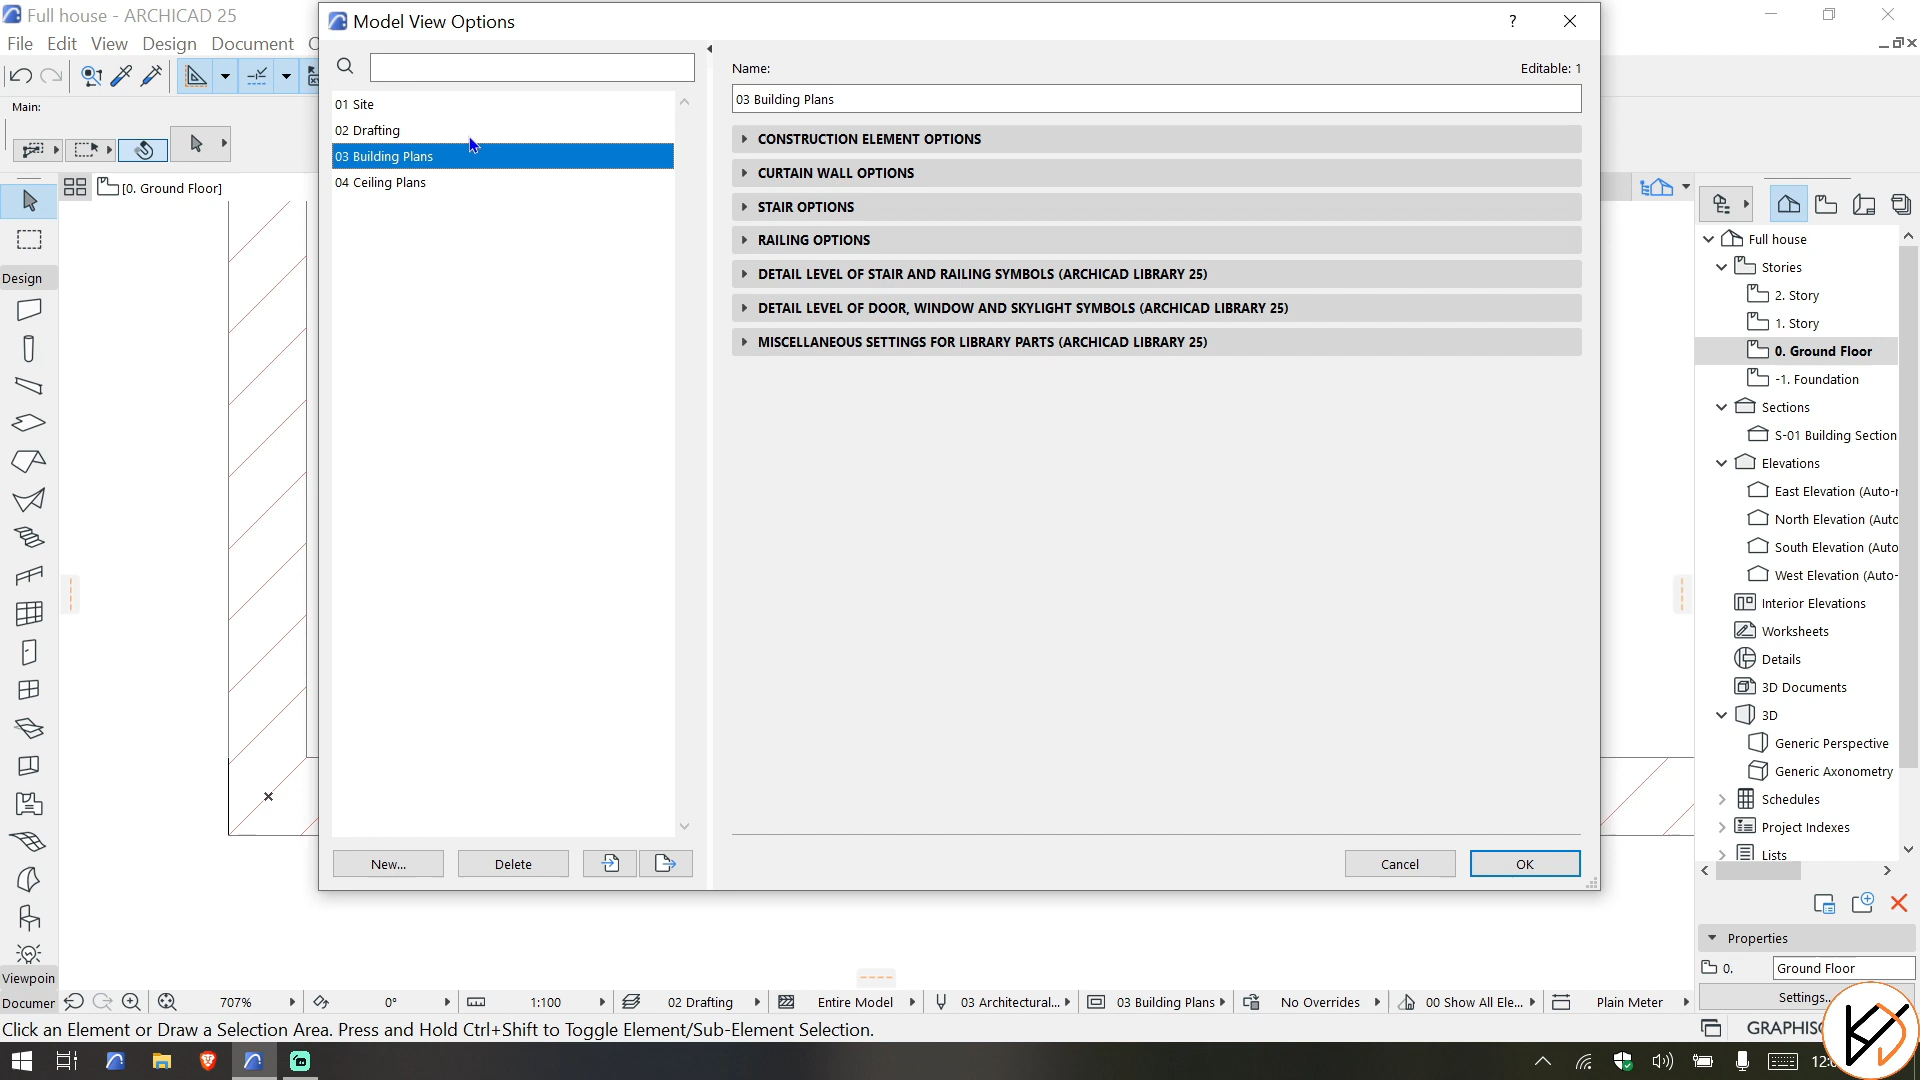 Full house - ARCHICAD 25
File Edit View Design Document
Main:
Model View Options
?
01 Site
02 Drafting
03 Building Plans
04 Ceiling Plans
New...
Delete
Name:
Editable: 1
03 Building Plans
CONSTRUCTION ELEMENT OPTIONS
CURTAIN WALL OPTIONS
STAIR OPTIONS
RAILING OPTIONS
DETAIL LEVEL OF STAIR AND RAILING SYMBOLS (ARCHICAD LIBRARY 25)
DETAIL LEVEL OF DOOR, WINDOW AND SKYLIGHT SYMBOLS (ARCHICAD LIBRARY 25)
MISCELLANEOUS SETTINGS FOR LIBRARY PARTS (ARCHICAD LIBRARY 25)
Cancel
OK
[0. Ground Floor]
Design
Viewpoin
Documer
Full house
Stories
2. Story
1. Story
0. Ground Floor
-1. Foundation
Sections
S-01 Building Section
Elevations
East Elevation (Auto-r
North Elevation (Auto
South Elevation (Auto
West Elevation (Auto-
Interior Elevations
Worksheets
Details
3D Documents
3D
Generic Perspective
Generic Axonometry
Schedules
Project Indexes
Lists
Properties
0.
Ground Floor
Settings..
707% 0° 1:100 02 Drafting Entire Model 03 Architectural... 03 Building Plans No Overrides 00 Show All Ele... Plain Meter
Click an Element or Draw a Selection Area. Press and Hold Ctrl+Shift to Toggle Element/Sub-Element Selection.
GRAPHISO